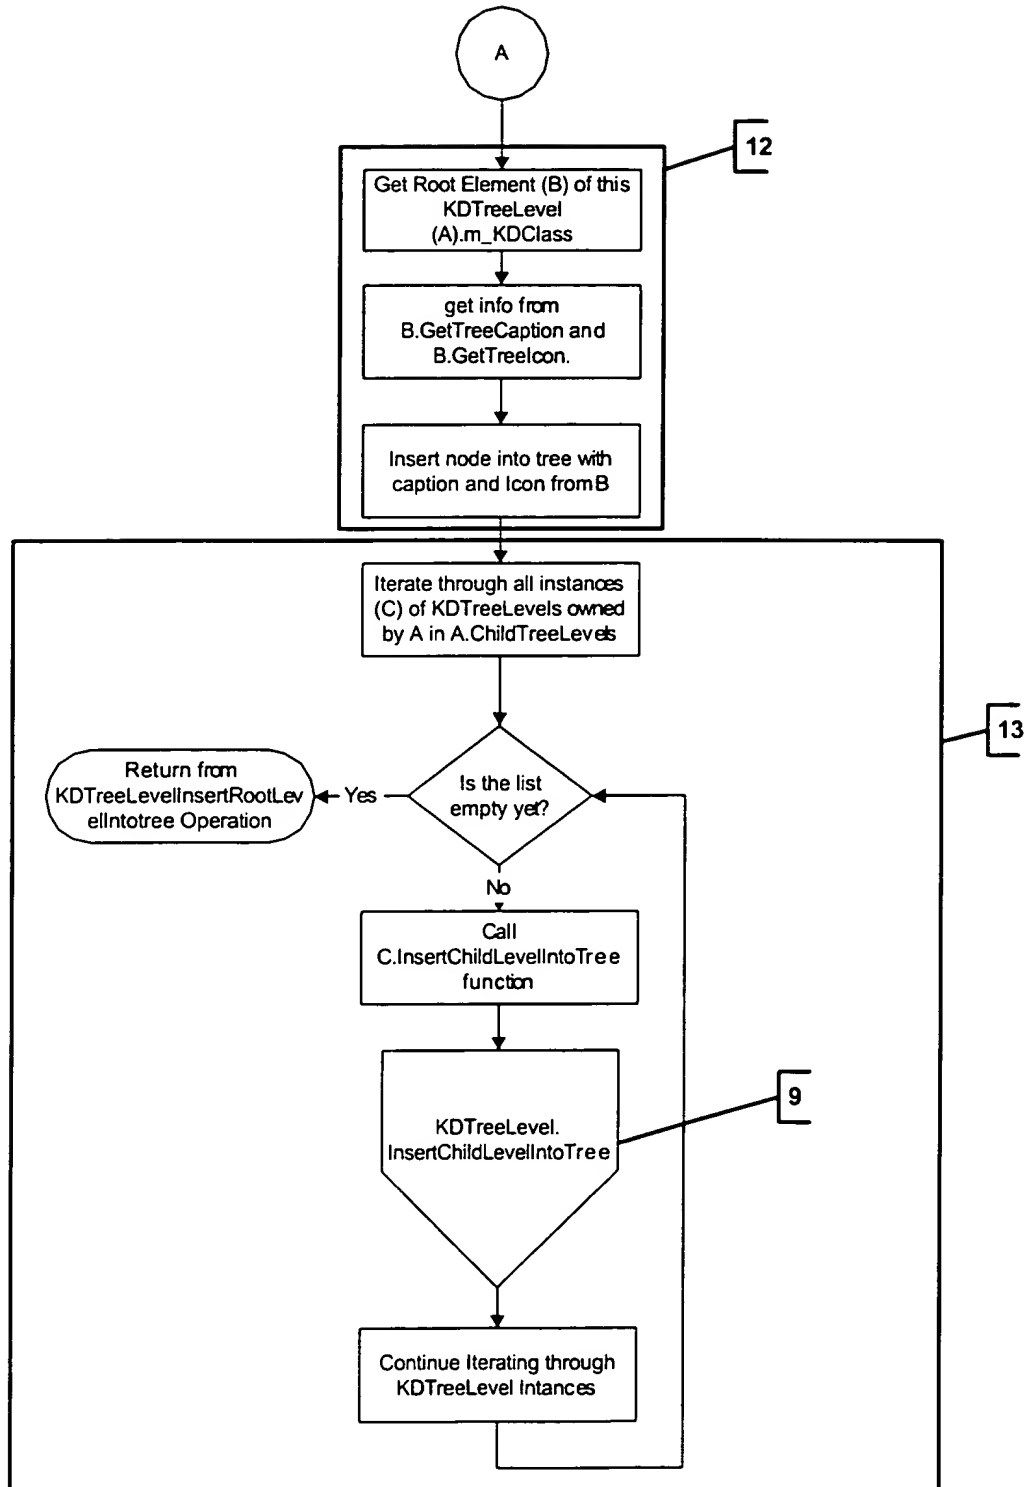 A
12
Get Root Element (B) of this
KDTreeLevel
(A).m_KDClass
get info from
B.GetTreeCaption and
B.GetTreeIcon.
Insert node into tree with
caption and Icon from B
Iterate through all instances
(C) of KDTreeLevels owned
by A in A.ChildTreeLevels
13
Return from
KDTreeLevelInsertRootLev
elIntotree Operation
Yes
Is the list
empty yet?
No
Call
C.InsertChildLevelIntoTree
function
9
KDTreeLevel.
InsertChildLevelIntoTree
Continue Iterating through
KDTreeLevel Intances